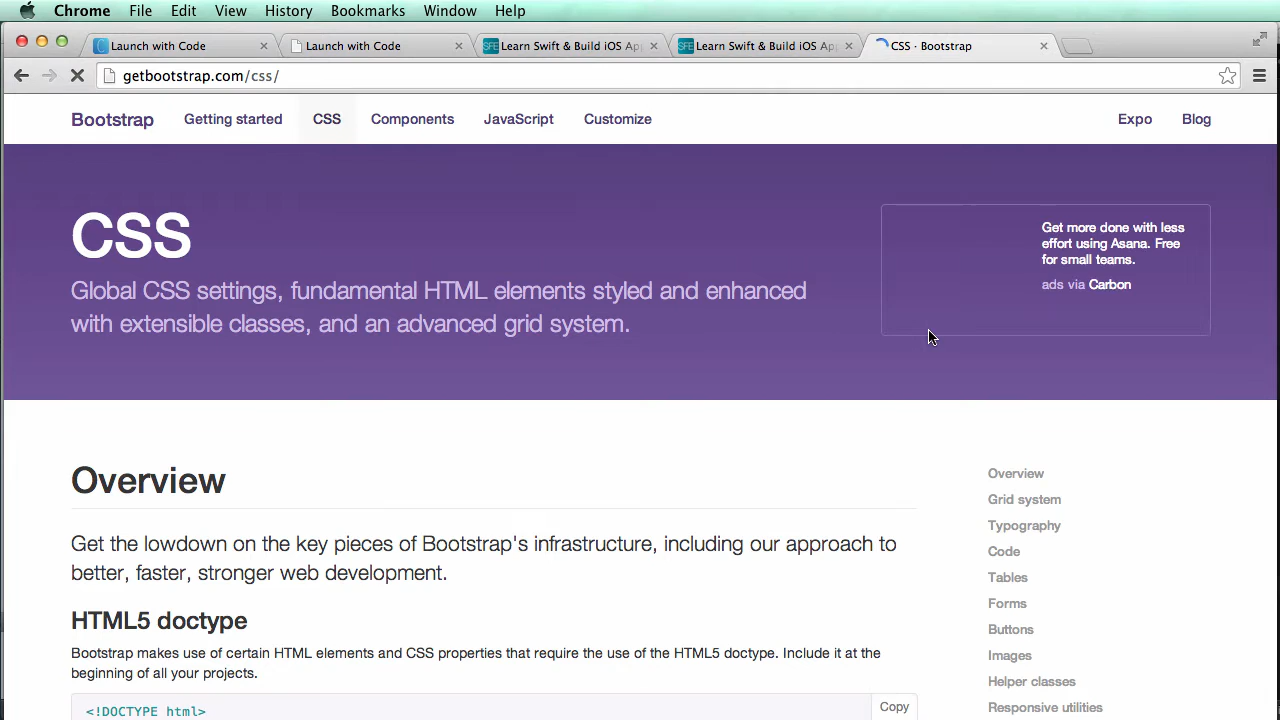 Chrome File Edit View History Bookmarks Window Help
Launch with Code Launch with Code SFE Learn Swift & Build iOS Ap SFE Learn Swift & Build iOS Ap CSS · Bootstrap
getbootstrap.com/css/
Bootstrap Getting started CSS Components JavaScript Customize Expo Blog
CSS
Global CSS settings, fundamental HTML elements styled and enhanced
with extensible classes, and an advanced grid system.
Get more done with less
effort using Asana. Free
for small teams.
ads via Carbon
Overview
Get the lowdown on the key pieces of Bootstrap's infrastructure, including our approach to
better, faster, stronger web development.
HTML5 doctype
Bootstrap makes use of certain HTML elements and CSS properties that require the use of the HTML5 doctype. Include it at the
beginning of all your projects.
<!DOCTYPE html>
Copy
Overview
Grid system
Typography
Code
Tables
Forms
Buttons
Images
Helper classes
Responsive utilities